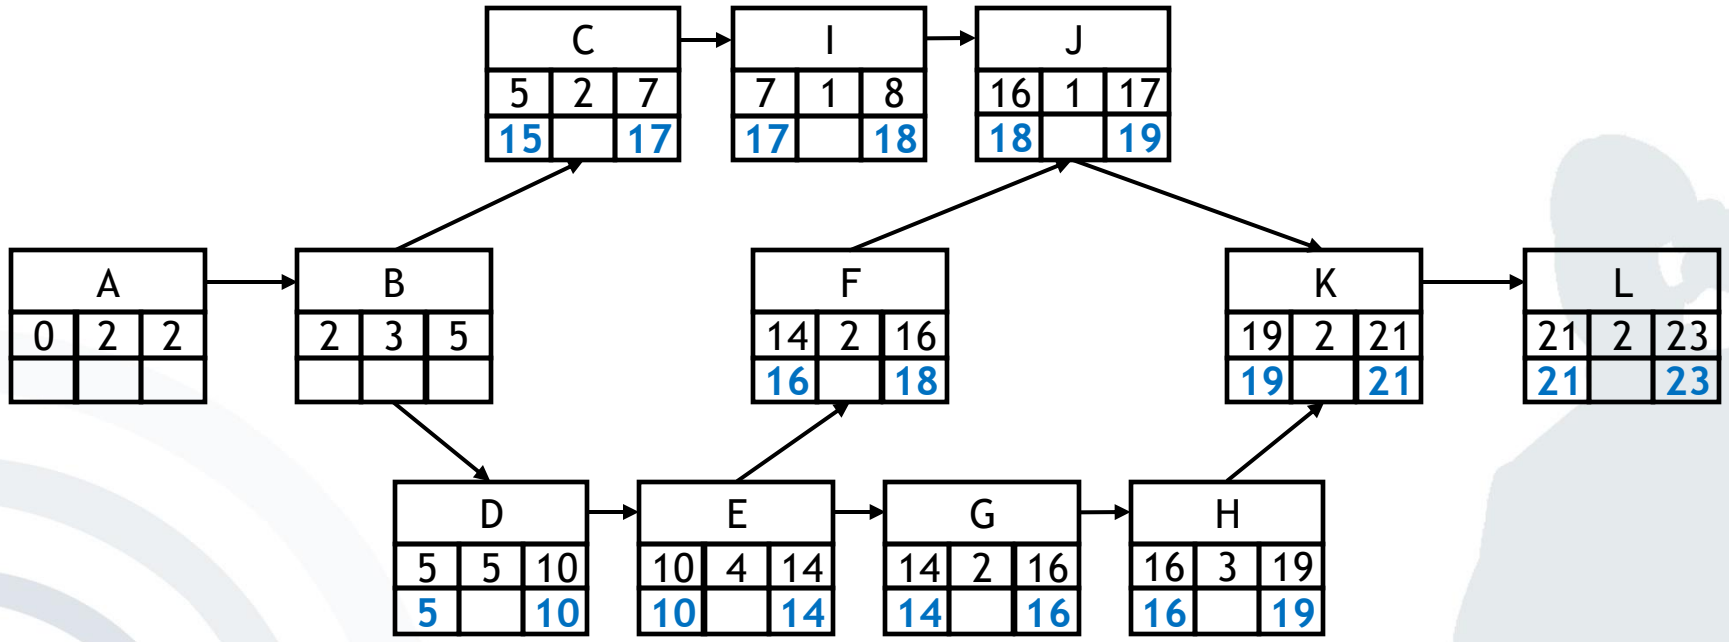 C
5 2 7
15 17
I
7 1 8
17 18
J
16 1 17
18 19
A
0 2 2
B
2 3 5
F
14 2 16
16 18
K
19 2 21
19 21
L
21 2 23
21 23
D
5 5 10
5 10
E
10 4 14
10 14
G
14 2 16
14 16
H
16 3 19
16 19